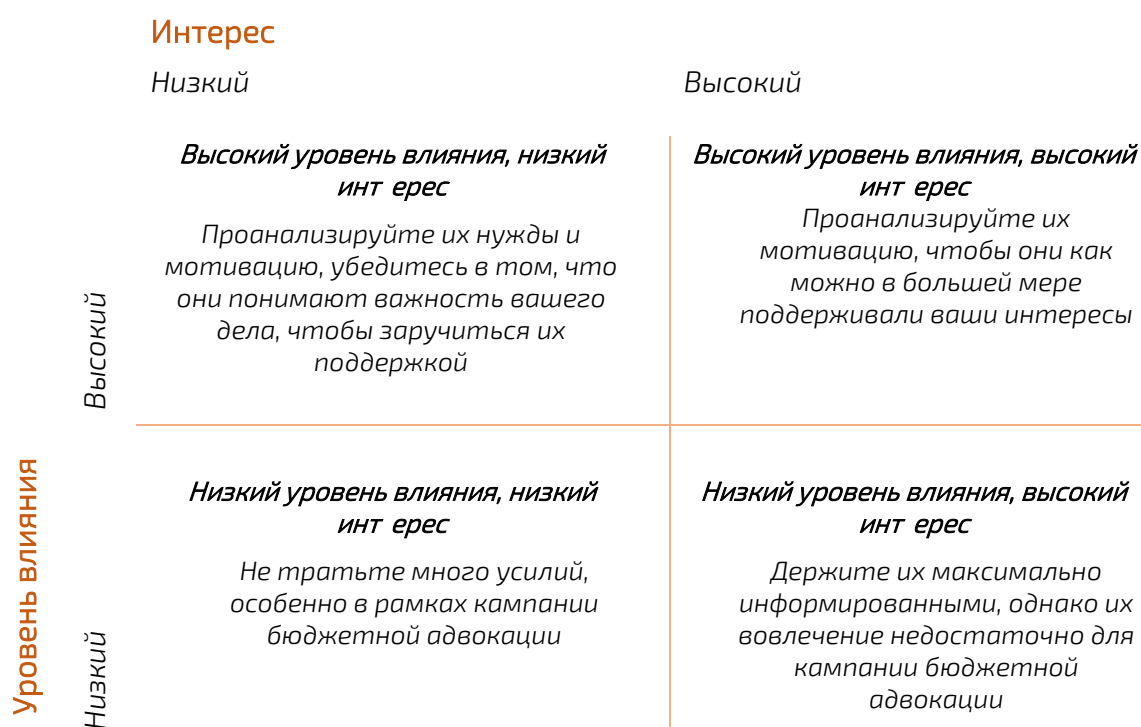 Интерес
Низкий
Высокий
Высокий уровень влияния, низкий
инт ерес
Проанализируйте их нужды и
мотивацию, убедитесь в том, что
они понимают важность вашего
дела, чтобы заручиться их
поддержкой
Высокий уровень влияния, высокий
инт ерес
Проанализируйте их
мотивацию, чтобы они как
можно в большей мере
поддерживали ваши интересы
Высокий
Уровень влияния
Низкий
Низкий уровень влияния, низкий
инт ерес
Не тратьте много усилий,
особенно в рамках кампании
бюджетной адвокации
Низкий уровень влияния, высокий
инт ерес
Держите их максимально
информированными, однако их
вовлечение недостаточно для
кампании бюджетной
адвокации